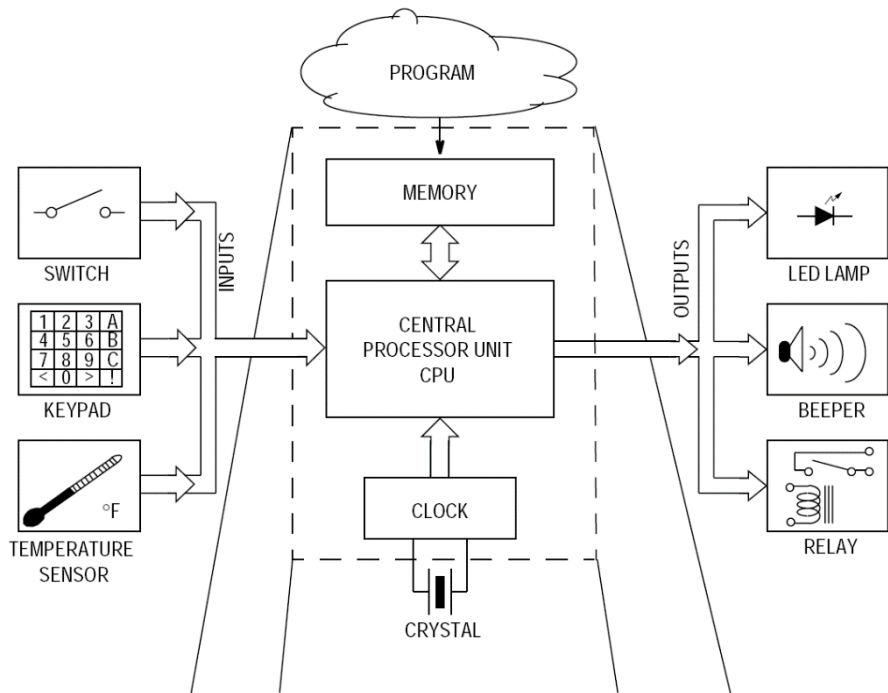 PROGRAM
MEMORY
SWITCH
INPUTS
OUTPUTS
LED LAMP
1 2 3 A
4 5 6 B
7 8 9 C
< 0 > !
KEYPAD
CENTRAL
PROCESSOR UNIT
CPU
BEEPER
°F
TEMPERATURE
SENSOR
CLOCK
CRYSTAL
RELAY